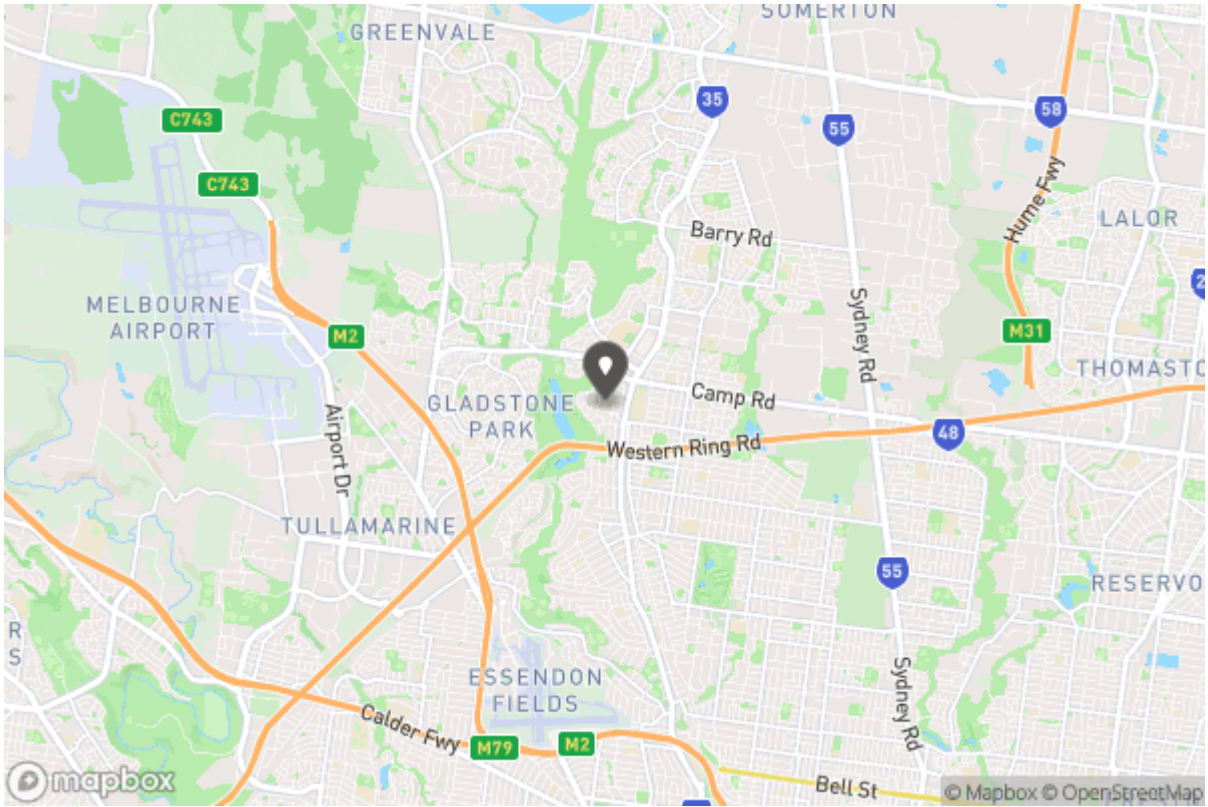 SOMERTON
GREENVALE
35
58
C743
55
C743
Hume Fwy
LALOR
Barry Rd
MELBOURNE
AIRPORT
M2
Sydney Rd
M31
THOMASTO
GLADSTONE
PARK
Camp Rd
48
Airport Dr
Western Ring Rd
TULLAMARINE
55
RESERVO
R
S
ESSENDON
FIELDS
Sydney Rd
Calder Fwy
M79
M2
Bell St
mapbox
© Mapbox © OpenStreetMap